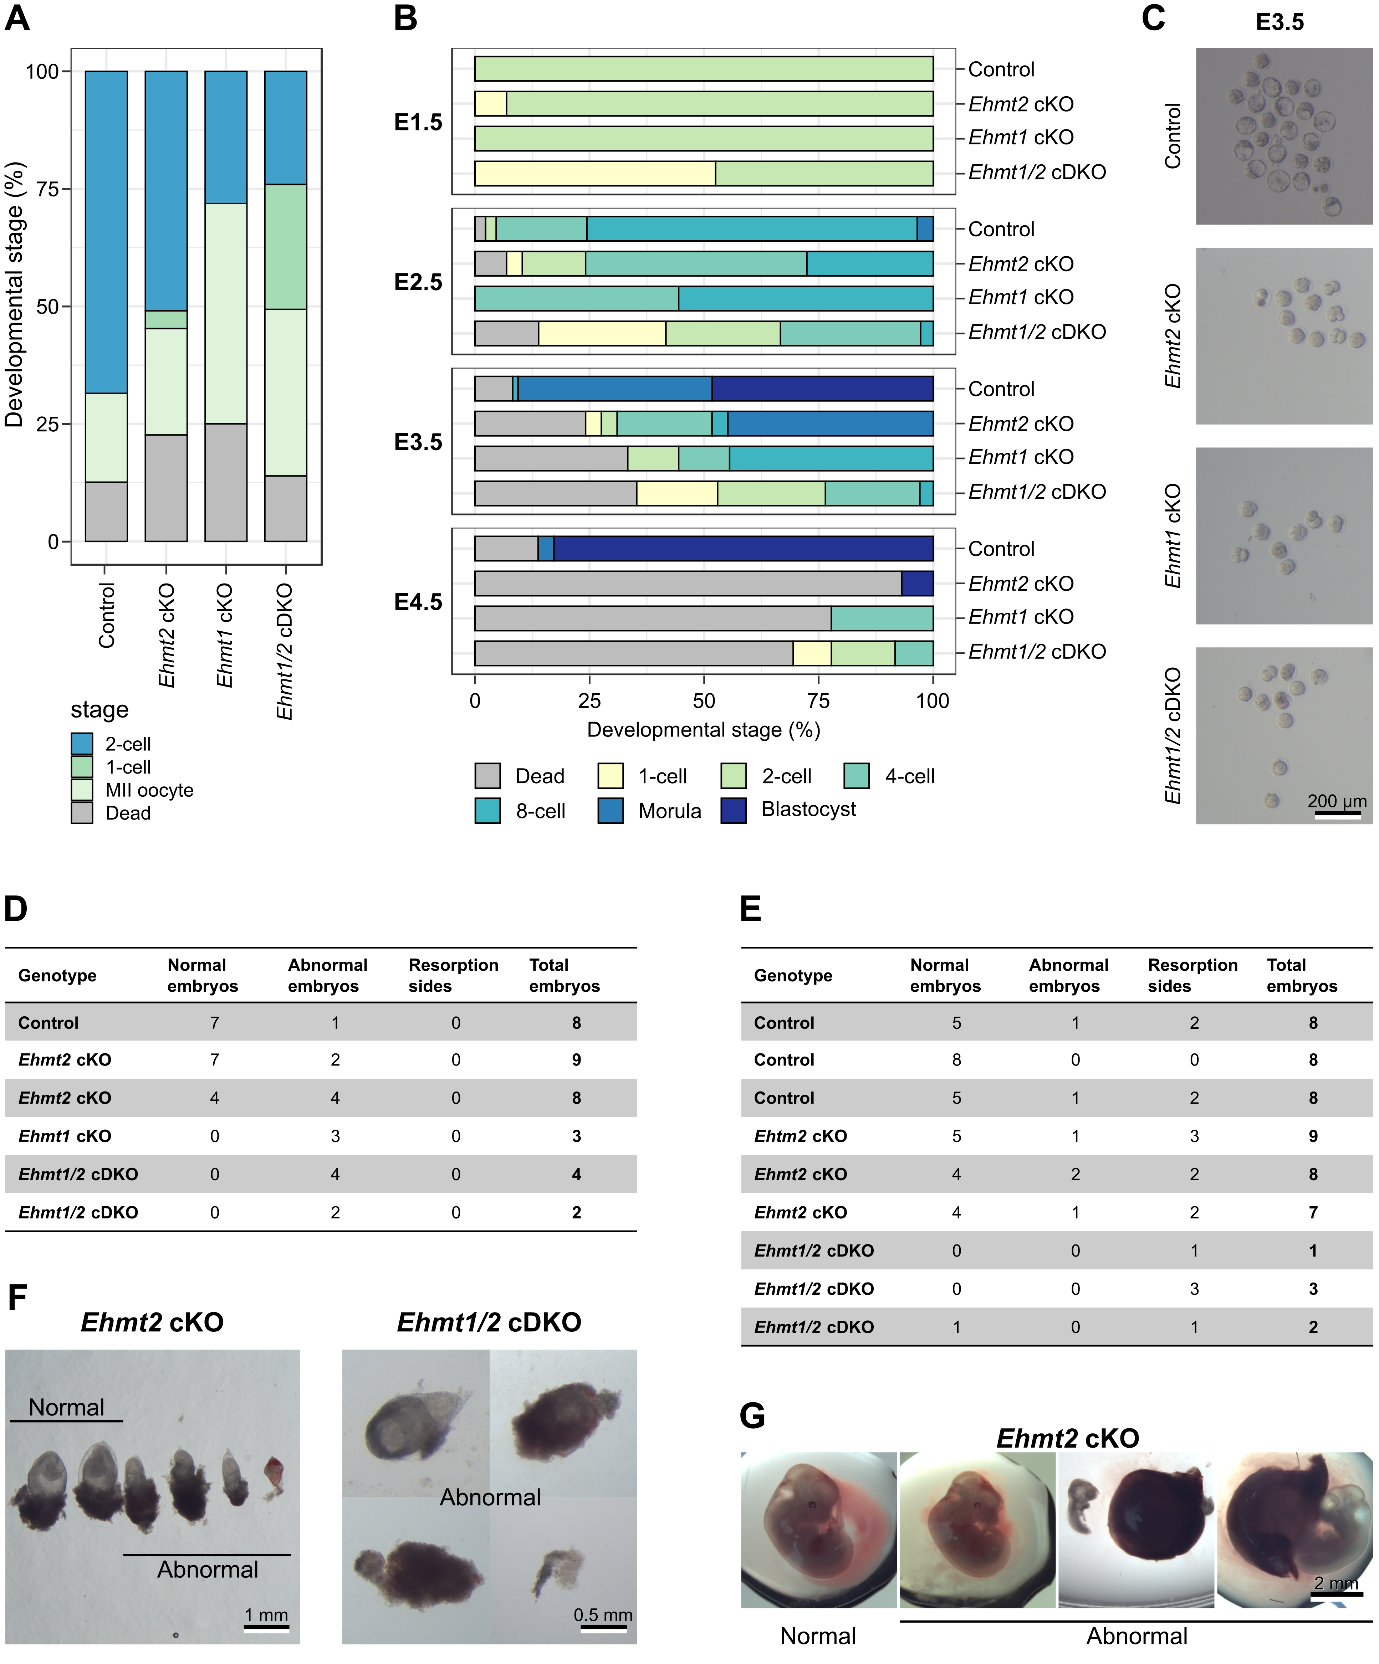 A
Developmental stage (%)
100
75
50
25
0
Control
Ehmt2 cKO
Ehmt1 cKO
Ehmt1/2 cDKO
stage
2-cell
1-cell
MII oocyte
Dead
B
E1.5
Control
Ehmt2 cKO
Ehmt1 cKO
Ehmt1/2 cDKO
E2.5
Control
Ehmt2 cKO
Ehmt1 cKO
Ehmt1/2 cDKO
E3.5
Control
Ehmt2 cKO
Ehmt1 cKO
Ehmt1/2 cDKO
E4.5
Control
Ehmt2 cKO
Ehmt1 cKO
Ehmt1/2 cDKO
0 25 50 75 100
Developmental stage (%)
Dead 1-cell 2-cell 4-cell
8-cell Morula Blastocyst
C
E3.5
Control
Ehmt2 cKO
Ehmt1 cKO
Ehmt1/2 cDKO
200 µm
D
Genotype Normal embryos Abnormal embryos Resorption sides Total embryos
Control 7 1 0 8
Ehmt2 cKO 7 2 0 9
Ehmt2 cKO 4 4 0 8
Ehmt1 cKO 0 3 0 3
Ehmt1/2 cDKO 0 4 0 4
Ehmt1/2 cDKO 0 2 0 2
E
Genotype Normal embryos Abnormal embryos Resorption sides Total embryos
Control 5 1 2 8
Control 8 0 0 8
Control 5 1 2 8
Ehtm2 cKO 5 1 3 9
Ehmt2 cKO 4 2 2 8
Ehmt2 cKO 4 1 2 7
Ehmt1/2 cDKO 0 0 1 1
Ehmt1/2 cDKO 0 0 3 3
Ehmt1/2 cDKO 1 0 1 2
F
Ehmt2 cKO
Normal
Abnormal
1 mm
Ehmt1/2 cDKO
Abnormal
0.5 mm
G
Ehmt2 cKO
2 mm
Normal
Abnormal